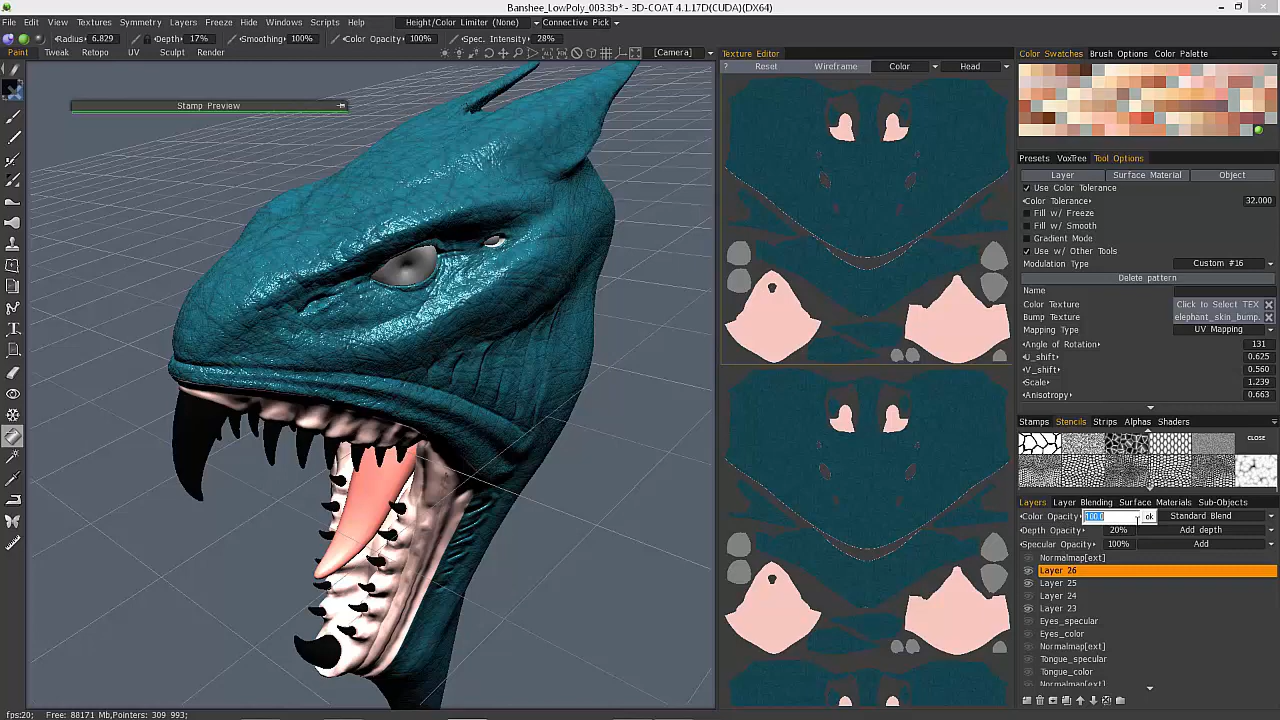 Banshee_LowPoly_003.3b* - 3D-COAT 4.1.17D(CUDA)(DX64)
File Edit View Textures Symmetry Layers Freeze Hide Windows Scripts Help Height/Color Limiter (None) Connective Pick
Radius 6.829 Depth 17% Smoothing 100% Color Opacity 100% Spec. Intensity 28%
Paint Tweak Retopo UV Sculpt Render [Camera]
Stamp Preview
Texture Editor
? Reset Wireframe Color Head
Color Swatches Brush Options Color Palette
Presets VoxTree Tool Options
Layer Surface Material Object
Use Color Tolerance
Color Tolerance 32.000
Fill w/ Freeze
Fill w/ Smooth
Gradient Mode
Use w/ Other Tools
Modulation Type Custom #16
Delete pattern
Name
Color Texture Click to Select TEX
Bump Texture elephant_skin_bump.
Mapping Type UV Mapping
Angle of Rotation 131
U_shift 0.625
V_shift 0.560
Scale 1.239
Anisotropy 0.663
Stamps Stencils Strips Alphas Shaders
CLOSE
Layers Layer Blending Surface Materials Sub-Objects
Color Opacity 100.0 ok Standard Blend
Depth Opacity 20% Add depth
Specular Opacity 100% Add
Normalmap[ext]
Layer 26
Layer 25
Layer 24
Layer 23
Eyes_specular
Eyes_color
Normalmap[ext]
Tongue_specular
Tongue_color
Normalmap[ext]
fps:20; Free: 88171 Mb,Pointers: 309 993;